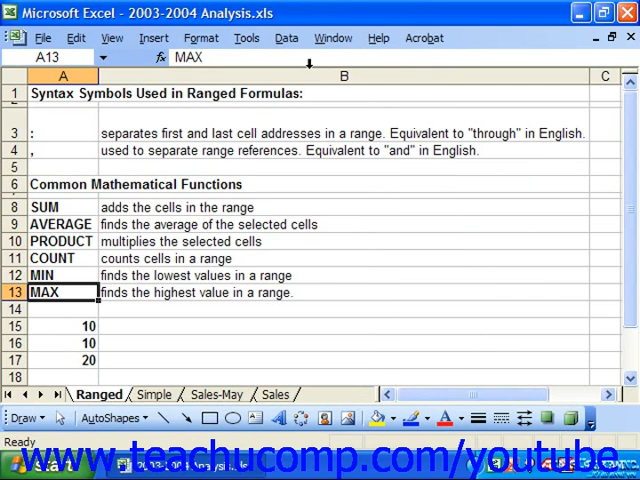 Microsoft Excel - 2003-2004 Analysis.xls
File Edit View Insert Format Tools Data Window Help Acrobat
A13 fx MAX
A B C
1 Syntax Symbols Used in Ranged Formulas:
3 : separates first and last cell addresses in a range. Equivalent to "through" in English.
4 , used to separate range references. Equivalent to "and" in English.
5
6 Common Mathematical Functions
8 SUM adds the cells in the range
9 AVERAGE finds the average of the selected cells
10 PRODUCT multiplies the selected cells
11 COUNT counts cells in a range
12 MIN finds the lowest values in a range
13 MAX finds the highest value in a range.
14
15 10
16 10
17 20
18
Ranged Simple Sales-May Sales
Draw AutoShapes
Ready
www.teachucomp.com/youtube
start 2003-2004 Analysis.xls